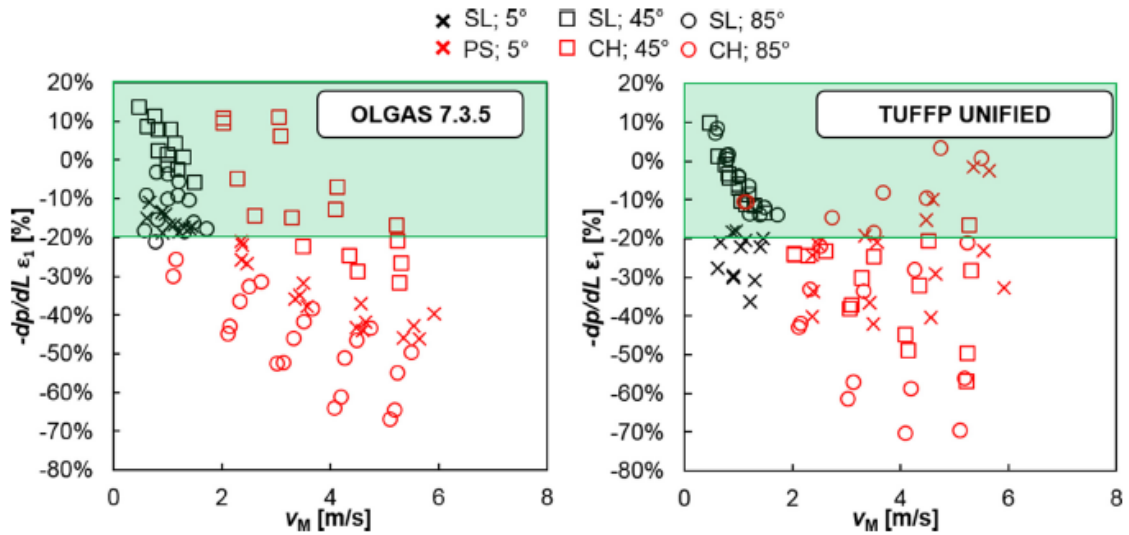 SL; 5° SL; 45° SL; 85°
PS; 5° CH; 45° CH; 85°
OLGAS 7.3.5
-dp/dL ε₁ [%]
20%
10%
0%
-10%
-20%
-30%
-40%
-50%
-60%
-70%
-80%
0 2 4 6 8
v_M [m/s]
TUFFP UNIFIED
-dp/dL ε₁ [%]
20%
10%
0%
-10%
-20%
-30%
-40%
-50%
-60%
-70%
-80%
0 2 4 6 8
v_M [m/s]